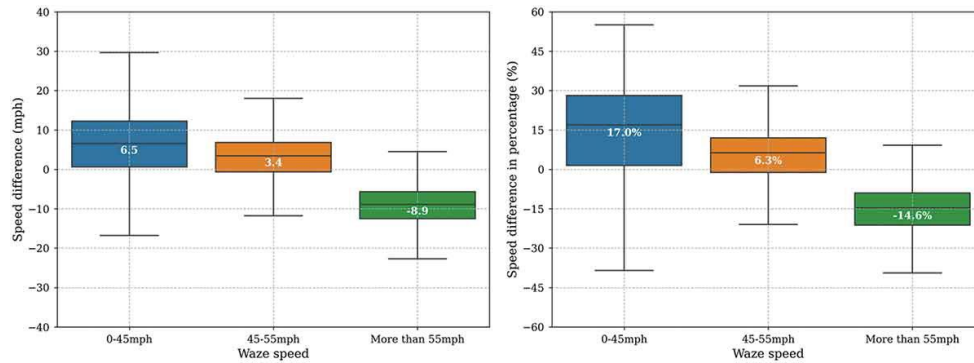 Speed difference (mph)
40
30
20
10
0
−10
−20
−30
−40
6.5
3.4
-8.9
0-45mph
45-55mph
More than 55mph
Waze speed
Speed difference in percentage (%)
60
45
30
15
0
−15
−30
−45
−60
17.0%
6.3%
-14.6%
0-45mph
45-55mph
More than 55mph
Waze speed